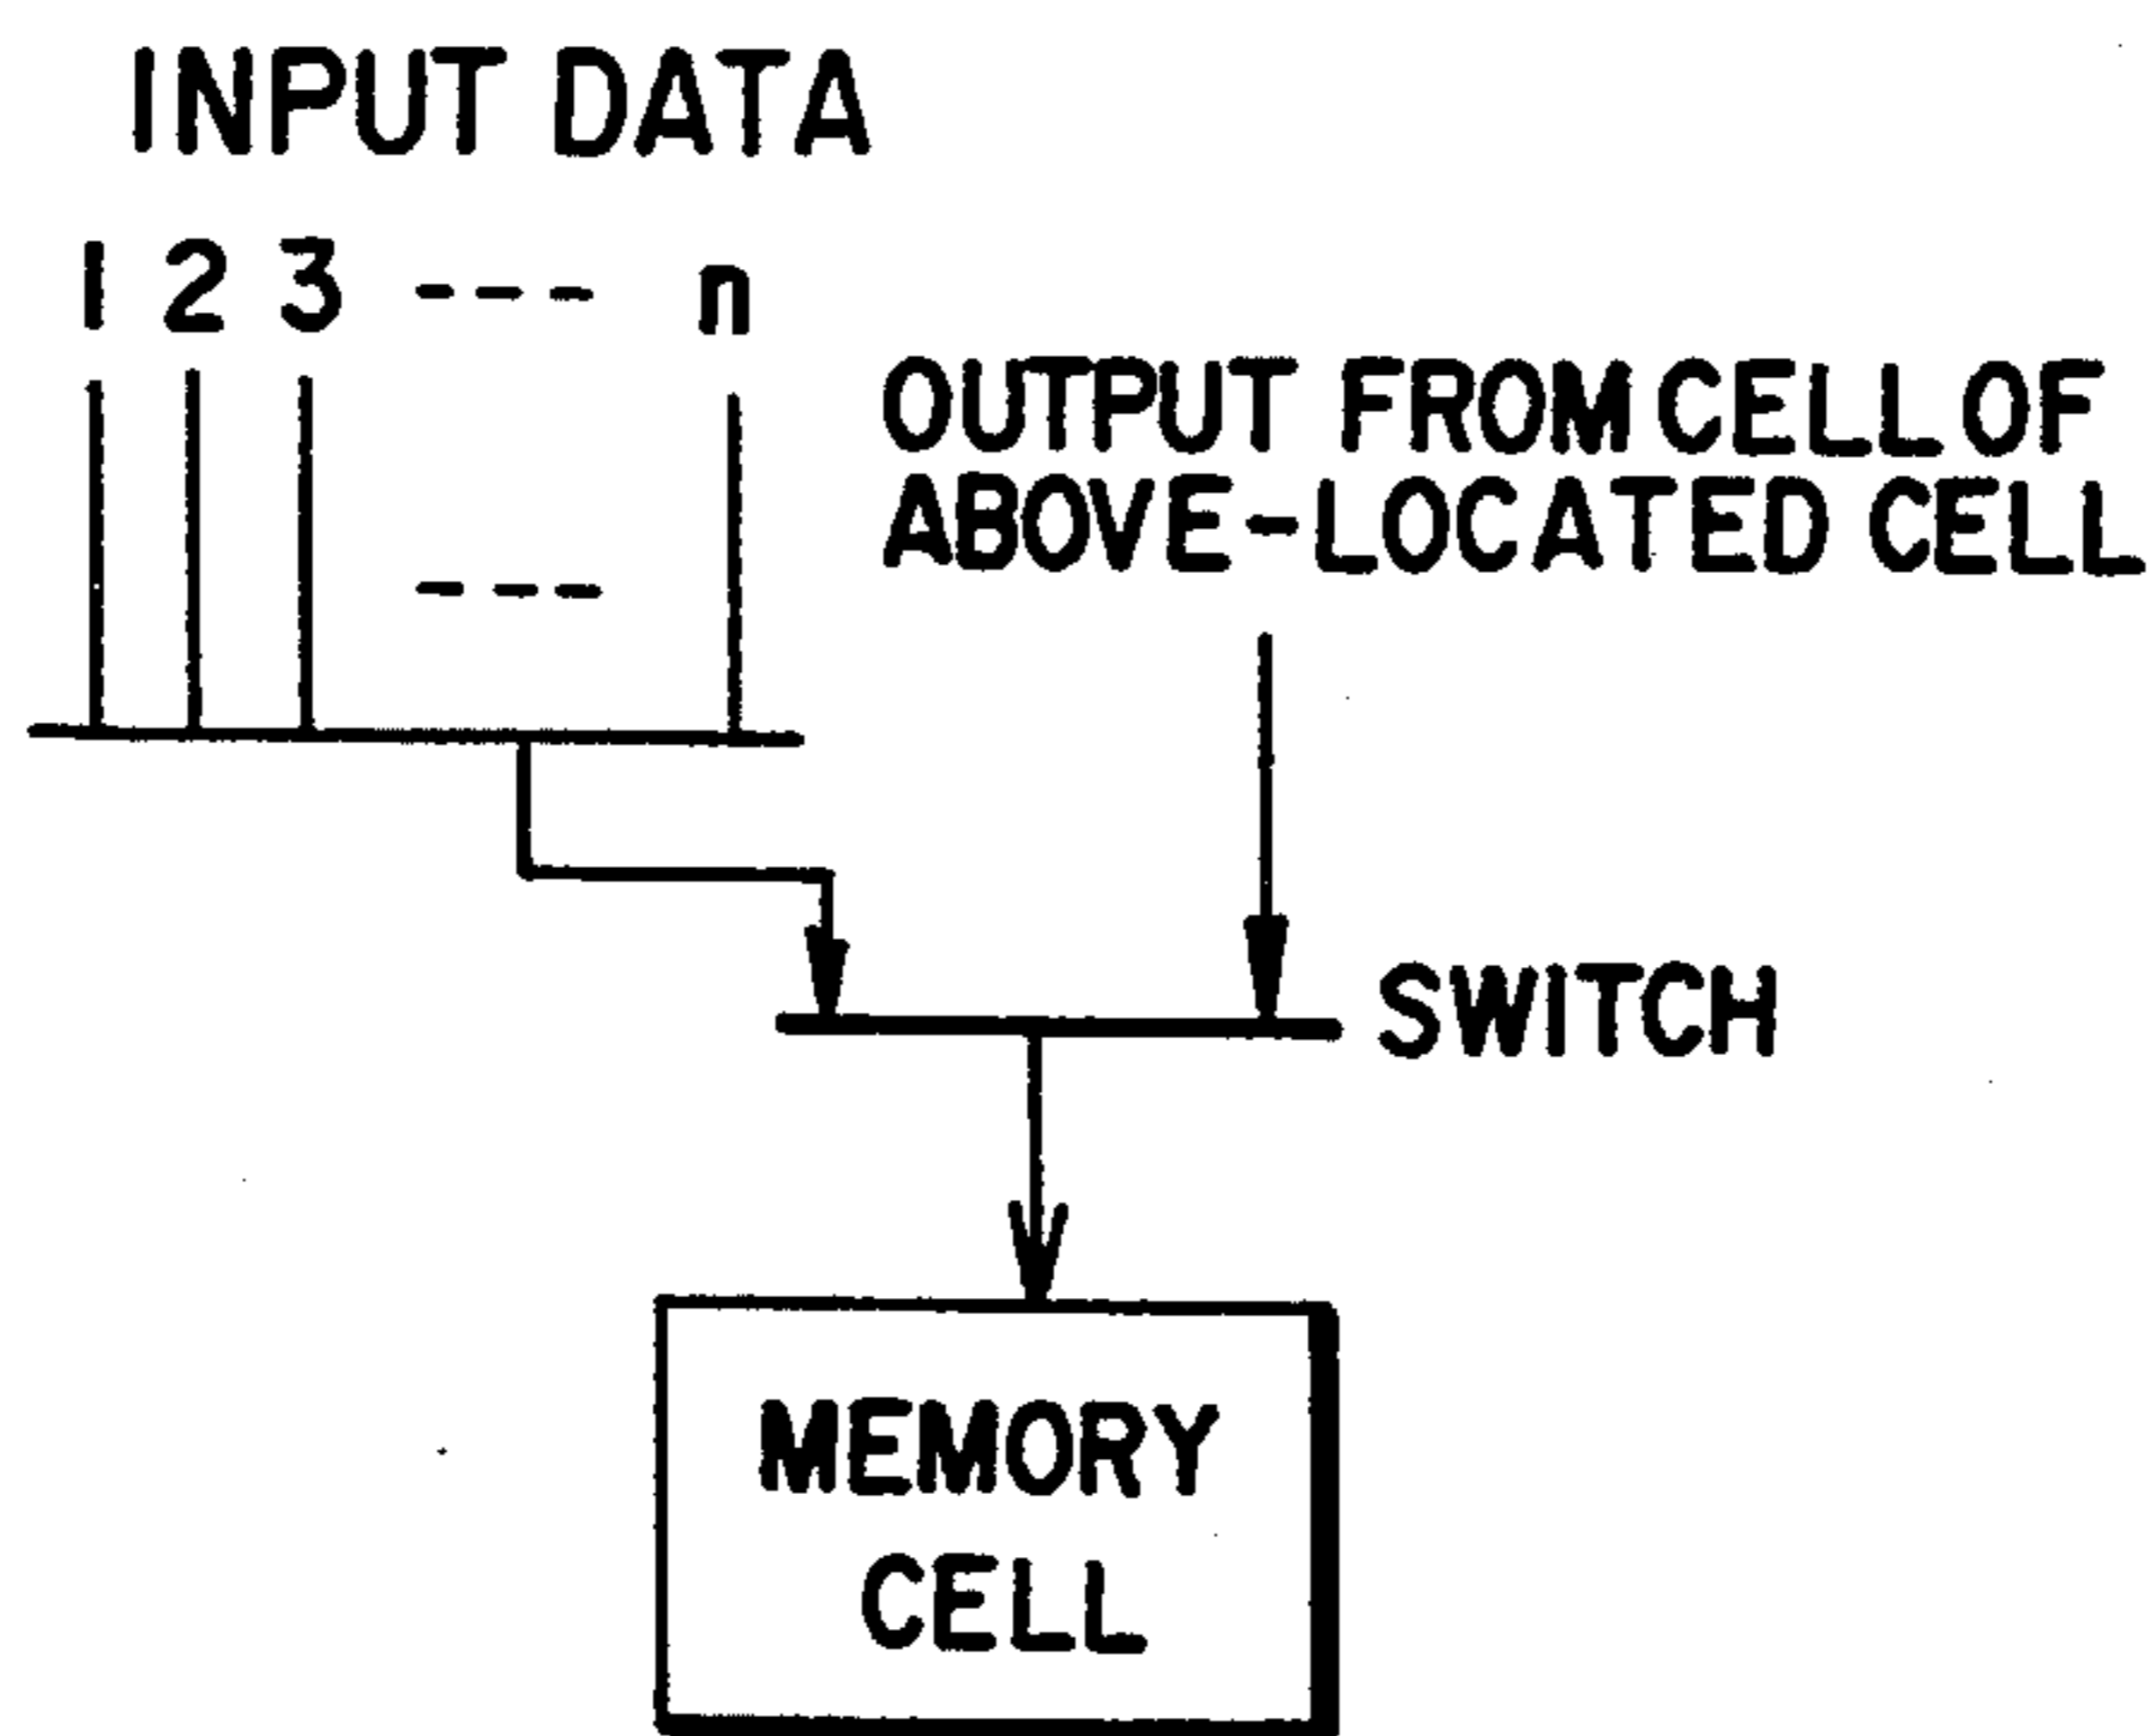 INPUT DATA
1 2 3 --- n
OUTPUT FROM CELL OF
ABOVE-LOCATED CELL
---
SWITCH
MEMORY
CELL